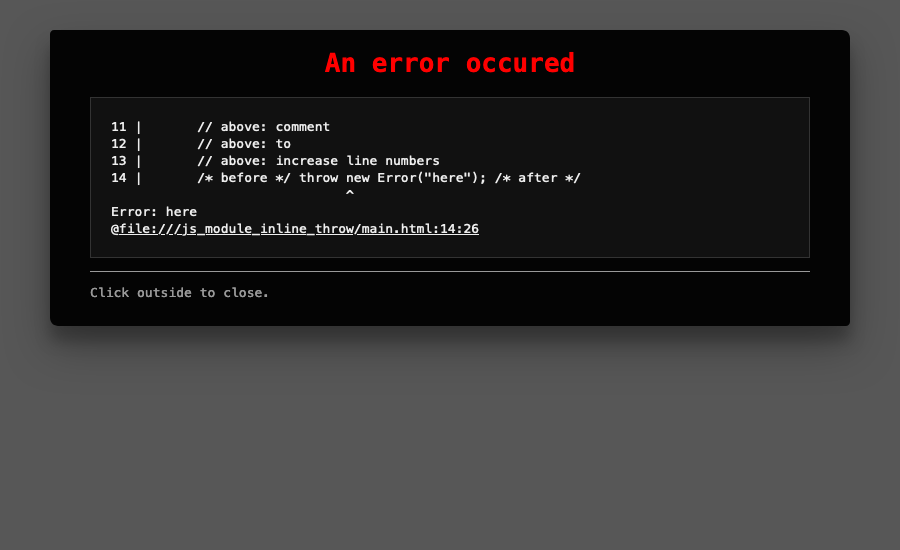 An error occured
11 |       // above: comment
12 |       // above: to
13 |       // above: increase line numbers
14 |       /* before */ throw new Error("here"); /* after */
                              ^
Error: here
@file:///js_module_inline_throw/main.html:14:26
Click outside to close.